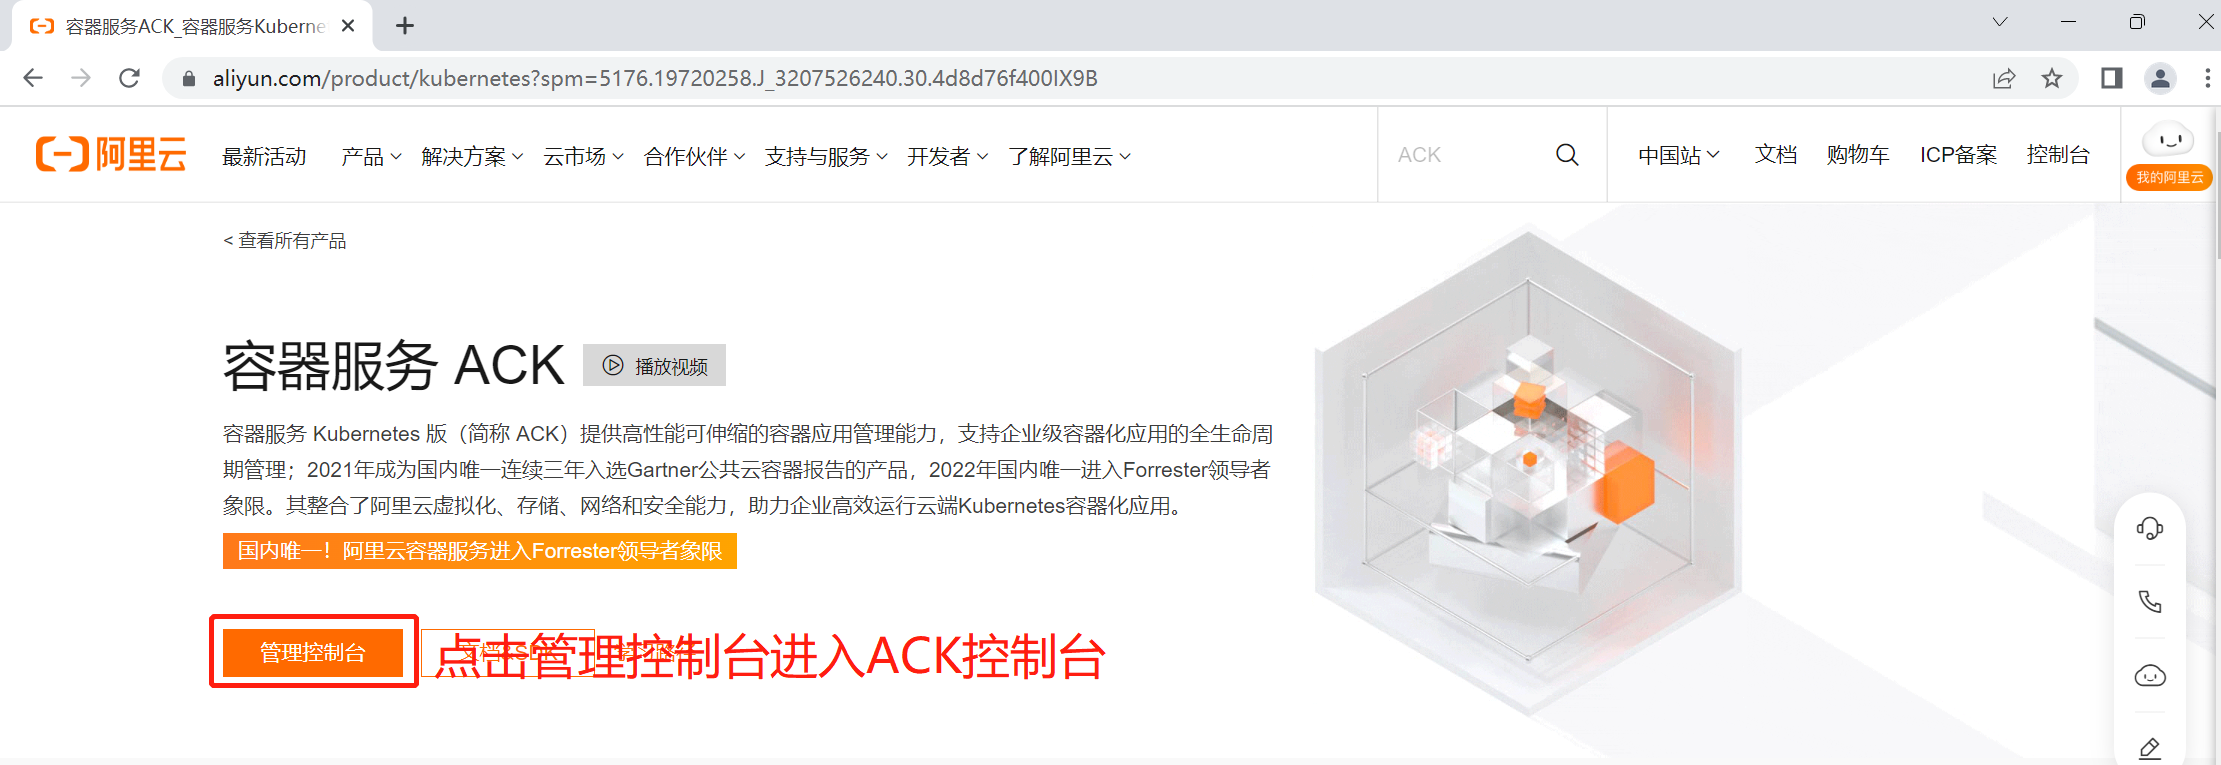 容器服务ACK_容器服务Kuberne
aliyun.com/product/kubernetes?spm=5176.19720258.J_3207526240.30.4d8d76f400IX9B
阿里云 最新活动 产品 解决方案 云市场 合作伙伴 支持与服务 开发者 了解阿里云 ACK 中国站 文档 购物车 ICP备案 控制台
我的阿里云
< 查看所有产品
容器服务 ACK 播放视频
容器服务 Kubernetes 版（简称 ACK）提供高性能可伸缩的容器应用管理能力，支持企业级容器化应用的全生命周
期管理；2021年成为国内唯一连续三年入选Gartner公共云容器报告的产品，2022年国内唯一进入Forrester领导者
象限。其整合了阿里云虚拟化、存储、网络和安全能力，助力企业高效运行云端Kubernetes容器化应用。
国内唯一！阿里云容器服务进入Forrester领导者象限
管理控制台 文档&SDK 点击管理控制台进入ACK控制台